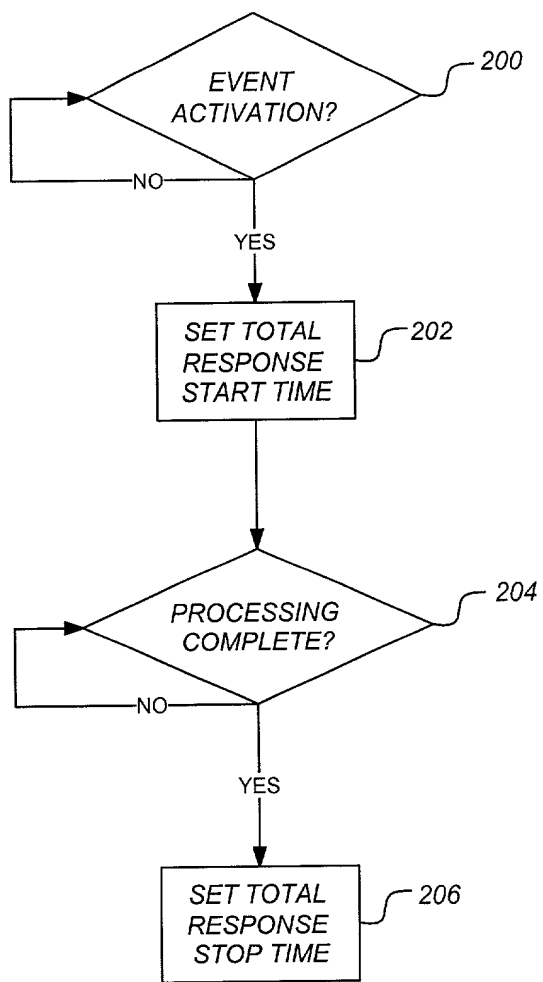 EVENT
ACTIVATION?
200
NO
YES
SET TOTAL
RESPONSE
START TIME
202
PROCESSING
COMPLETE?
204
NO
YES
SET TOTAL
RESPONSE
STOP TIME
206